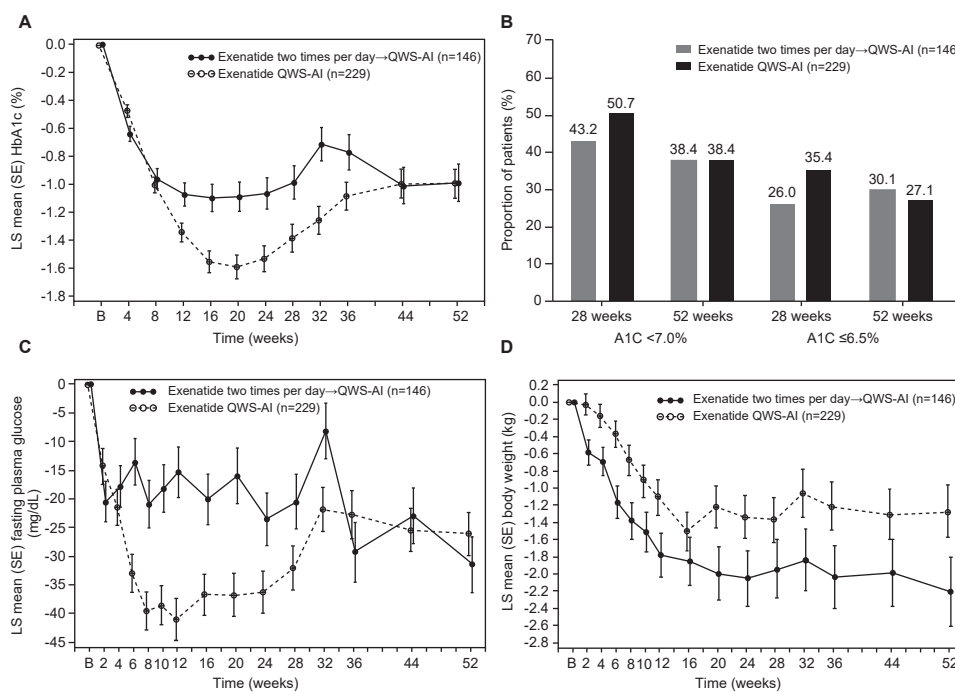 A
LS mean (SE) HbA1c (%)
0.0
-0.2
-0.4
-0.6
-0.8
-1.0
-1.2
-1.4
-1.6
-1.8
Exenatide two times per day→QWS-AI (n=146)
Exenatide QWS-AI (n=229)
B 4 8 12 16 20 24 28 32 36 44 52
Time (weeks)
B
Proportion of patients (%)
70
60
50
40
30
20
10
0
Exenatide two times per day→QWS-AI (n=146)
Exenatide QWS-AI (n=229)
43.2 50.7 38.4 38.4 26.0 35.4 30.1 27.1
28 weeks 52 weeks 28 weeks 52 weeks
A1C <7.0% A1C ≤6.5%
C
LS mean (SE) fasting plasma glucose
(mg/dL)
0
-5
-10
-15
-20
-25
-30
-35
-40
-45
Exenatide two times per day→QWS-AI (n=146)
Exenatide QWS-AI (n=229)
B 2 4 6 8 10 12 16 20 24 28 32 36 44 52
Time (weeks)
D
LS mean (SE) body weight (kg)
0.2
0.0
-0.2
-0.4
-0.6
-0.8
-1.0
-1.2
-1.4
-1.6
-1.8
-2.0
-2.2
-2.4
-2.6
-2.8
Exenatide two times per day→QWS-AI (n=146)
Exenatide QWS-AI (n=229)
B 2 4 6 8 10 12 16 20 24 28 32 36 44 52
Time (weeks)